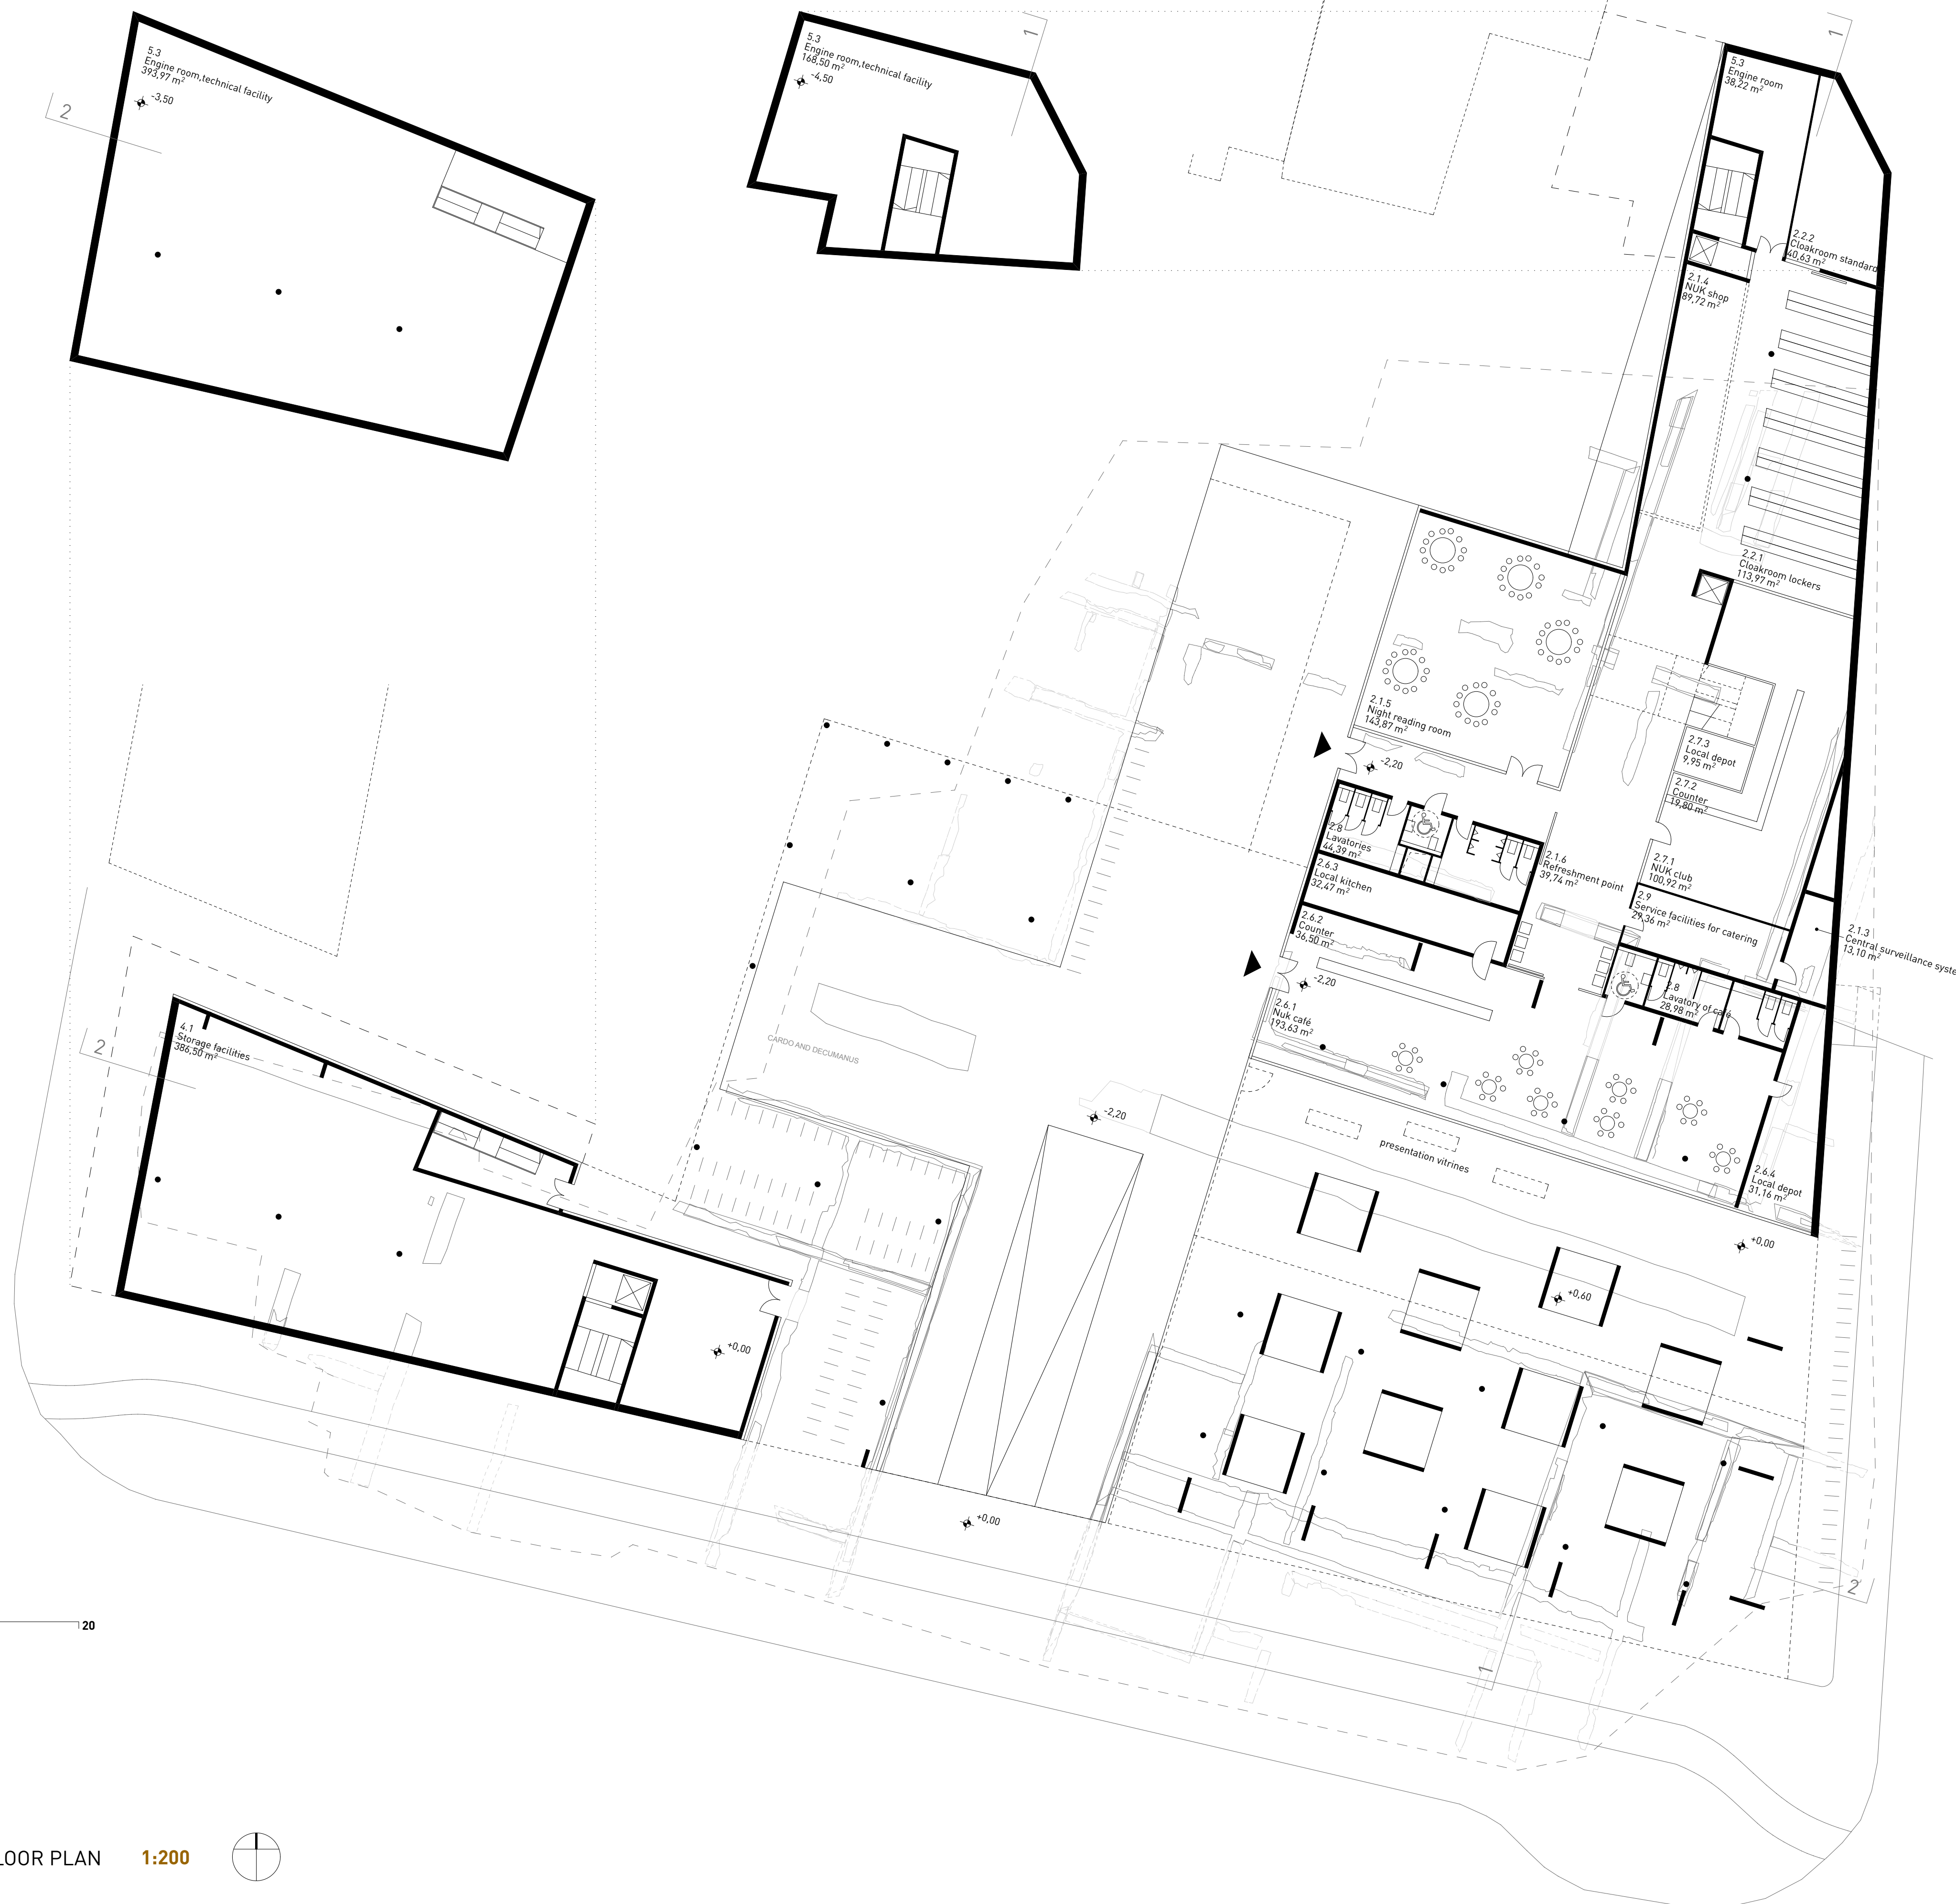 5.3
Engine room,technical facility
393,97 m²
-3,50
2
5.3
Engine room,technical facility
168,50 m²
-4,50
1
1
5.3
Engine room
38,22 m²
2.2.2
Cloakroom standard
40,63 m²
2.1.4
NUK shop
89,72 m²
2.2.1
Cloakroom lockers
113,97 m²
2.1.5
Night reading room
143,87 m²
-2,20
2.7.3
Local depot
9,95 m²
2.7.2
Counter
19,80 m²
2.8
Lavatories
44,39 m²
2.6.3
Local kitchen
32,47 m²
2.1.6
Refreshment point
39,74 m²
2.7.1
NUK club
100,92 m²
2.9
Service facilities for catering
29,36 m²
2.6.2
Counter
36,50 m²
2.1.3
Central surveillance syste
13,10 m²
-2,20
2.8
Lavatory of café
28,98 m²
2.6.1
Nuk café
193,63 m²
4.1
Storage facilities
386,50 m²
2
CARDO AND DECUMANUS
-2,20
presentation vitrines
2.6.4
Local depot
31,16 m²
+0,00
+0,60
+0,00
+0,00
2
1
20
LOOR PLAN
1:200